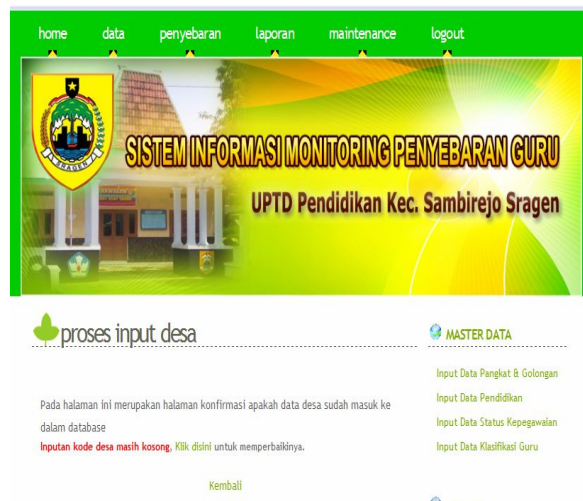 home data penyebaran laporan maintenance logout
SRAGEN
SISTEM INFORMASI MONITORING PENYEBARAN GURU
UPTD Pendidikan Kec. Sambirejo Sragen
proses input desa
Pada halaman ini merupakan halaman konfirmasi apakah data desa sudah masuk ke
dalam database
Inputan kode desa masih kosong, Klik disini untuk memperbaikinya.
Kembali
MASTER DATA
Input Data Pangkat & Golongan
Input Data Pendidikan
Input Data Status Kepegawaian
Input Data Klasifikasi Guru